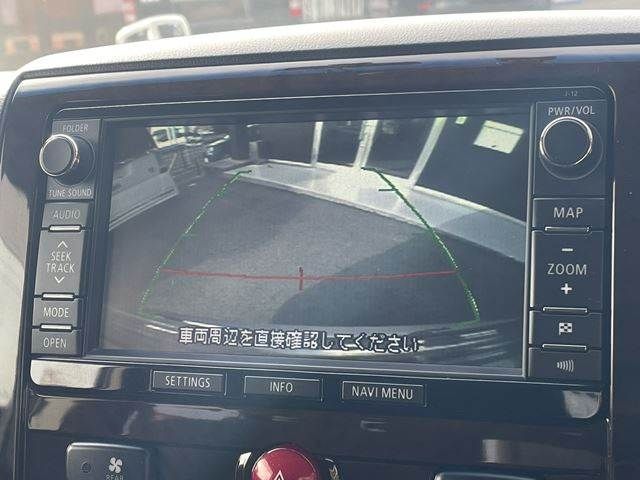 J-12
FOLDER
PWR/VOL
TUNE SOUND
AUDIO
SEEK
TRACK
MODE
OPEN
MAP
ZOOM
車両周辺を直接確認してください
SETTINGS
INFO
NAVI MENU
REAR